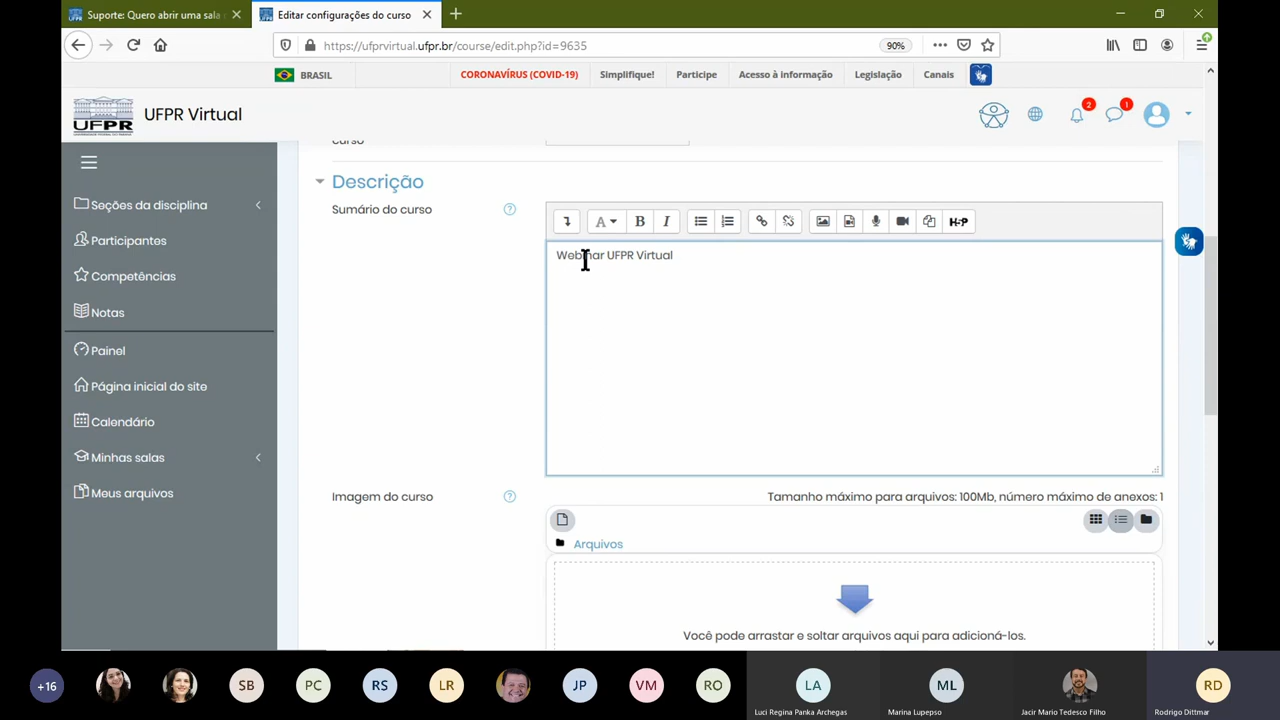 Suporte: Quero abrir uma sala
Editar configurações do curso
https://ufprvirtual.ufpr.br/course/edit.php?id=9635
90%
BRASIL
CORONAVÍRUS (COVID-19)
Simplifique!
Participe
Acesso à informação
Legislação
Canais
UFPR
UFPR Virtual
2
1
curso
Seções da disciplina
Participantes
Competências
Notas
Painel
Página inicial do site
Calendário
Minhas salas
Meus arquivos
Descrição
Sumário do curso
A
B
I
H-P
Webinar UFPR Virtual
Imagem do curso
Tamanho máximo para arquivos: 100Mb, número máximo de anexos: 1
Arquivos
Você pode arrastar e soltar arquivos aqui para adicioná-los.
+16
SB
PC
RS
LR
JP
VM
RO
LA
ML
RD
Luci Regina Panka Archegas
Marina Lupepso
Jacir Mario Tedesco Filho
Rodrigo Dittmar